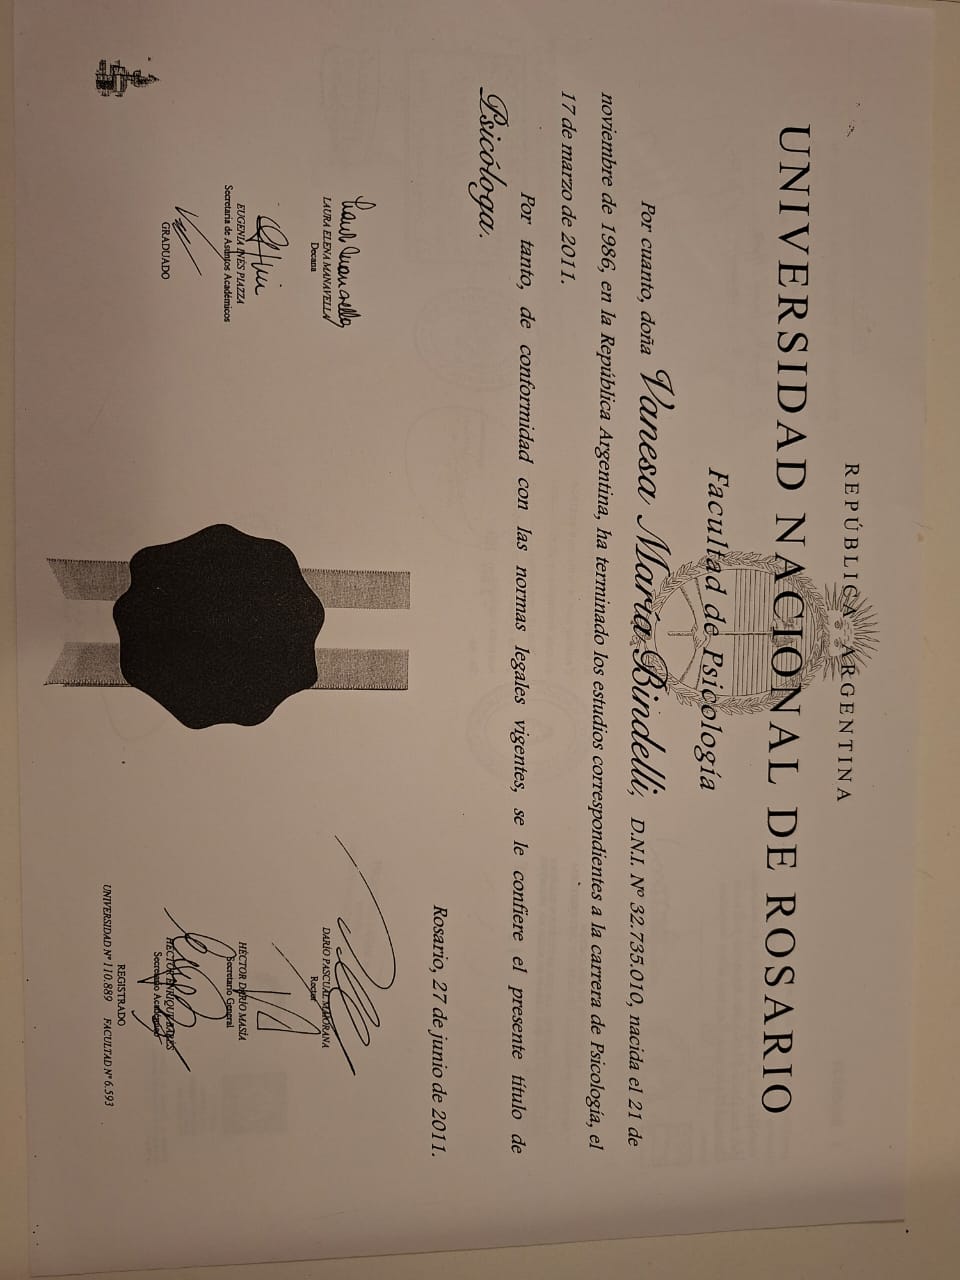 REPÚBLICA ARGENTINA
UNIVERSIDAD NACIONAL DE ROSARIO
Facultad de Psicología
Por cuanto, doña Vanesa María Bindelli, D.N.I. Nº 32.735.010, nacida el 21 de
noviembre de 1986, en la República Argentina, ha terminado los estudios correspondientes a la carrera de Psicología, el
17 de marzo de 2011.
Por tanto, de conformidad con las normas legales vigentes, se le confiere el presente título de
Psicóloga.
Rosario, 27 de junio de 2011.
LAURA ELENA MANAVELLA
Decana
EUGENIA INES PIAZZA
Secretaria de Asuntos Académicos
GRADUADO
DARÍO PASCUAL MAIORANA
Rector
HÉCTOR DARÍO MASÍA
Secretario General
HÉCTOR ENRIQUE
Secretario Académico
REGISTRADO
UNIVERSIDAD Nº 110.889 FACULTAD Nº 6.593